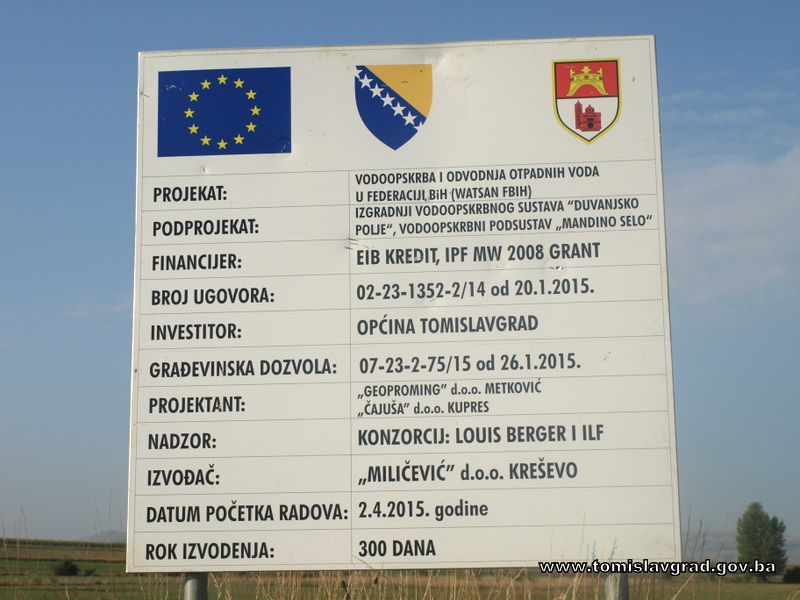 PROJEKAT: VODOOPSKRBA I ODVODNJA OTPADNIH VODA
U FEDERACIJI BiH (WATSAN FBIH)
PODPROJEKAT: IZGRADNJI VODOOPSKRBNOG SUSTAVA "DUVANJSKO
POLJE“, VODOOPSKRBNI PODSUSTAV „MANDINO SELO“
FINANCIJER: EIB KREDIT, IPF MW 2008 GRANT
BROJ UGOVORA: 02-23-1352-2/14 od 20.1.2015.
INVESTITOR: OPĆINA TOMISLAVGRAD
GRAĐEVINSKA DOZVOLA: 07-23-2-75/15 od 26.1.2015.
PROJEKTANT: „GEOPROMING” d.o.o. METKOVIĆ
„ČAJUŠA” d.o.o. KUPRES
NADZOR: KONZORCIJ: LOUIS BERGER I ILF
IZVOĐAČ: „MILIČEVIĆ” d.o.o. KREŠEVO
DATUM POČETKA RADOVA: 2.4.2015. godine
ROK IZVODENJA: 300 DANA
www.tomislavgrad.gov.ba